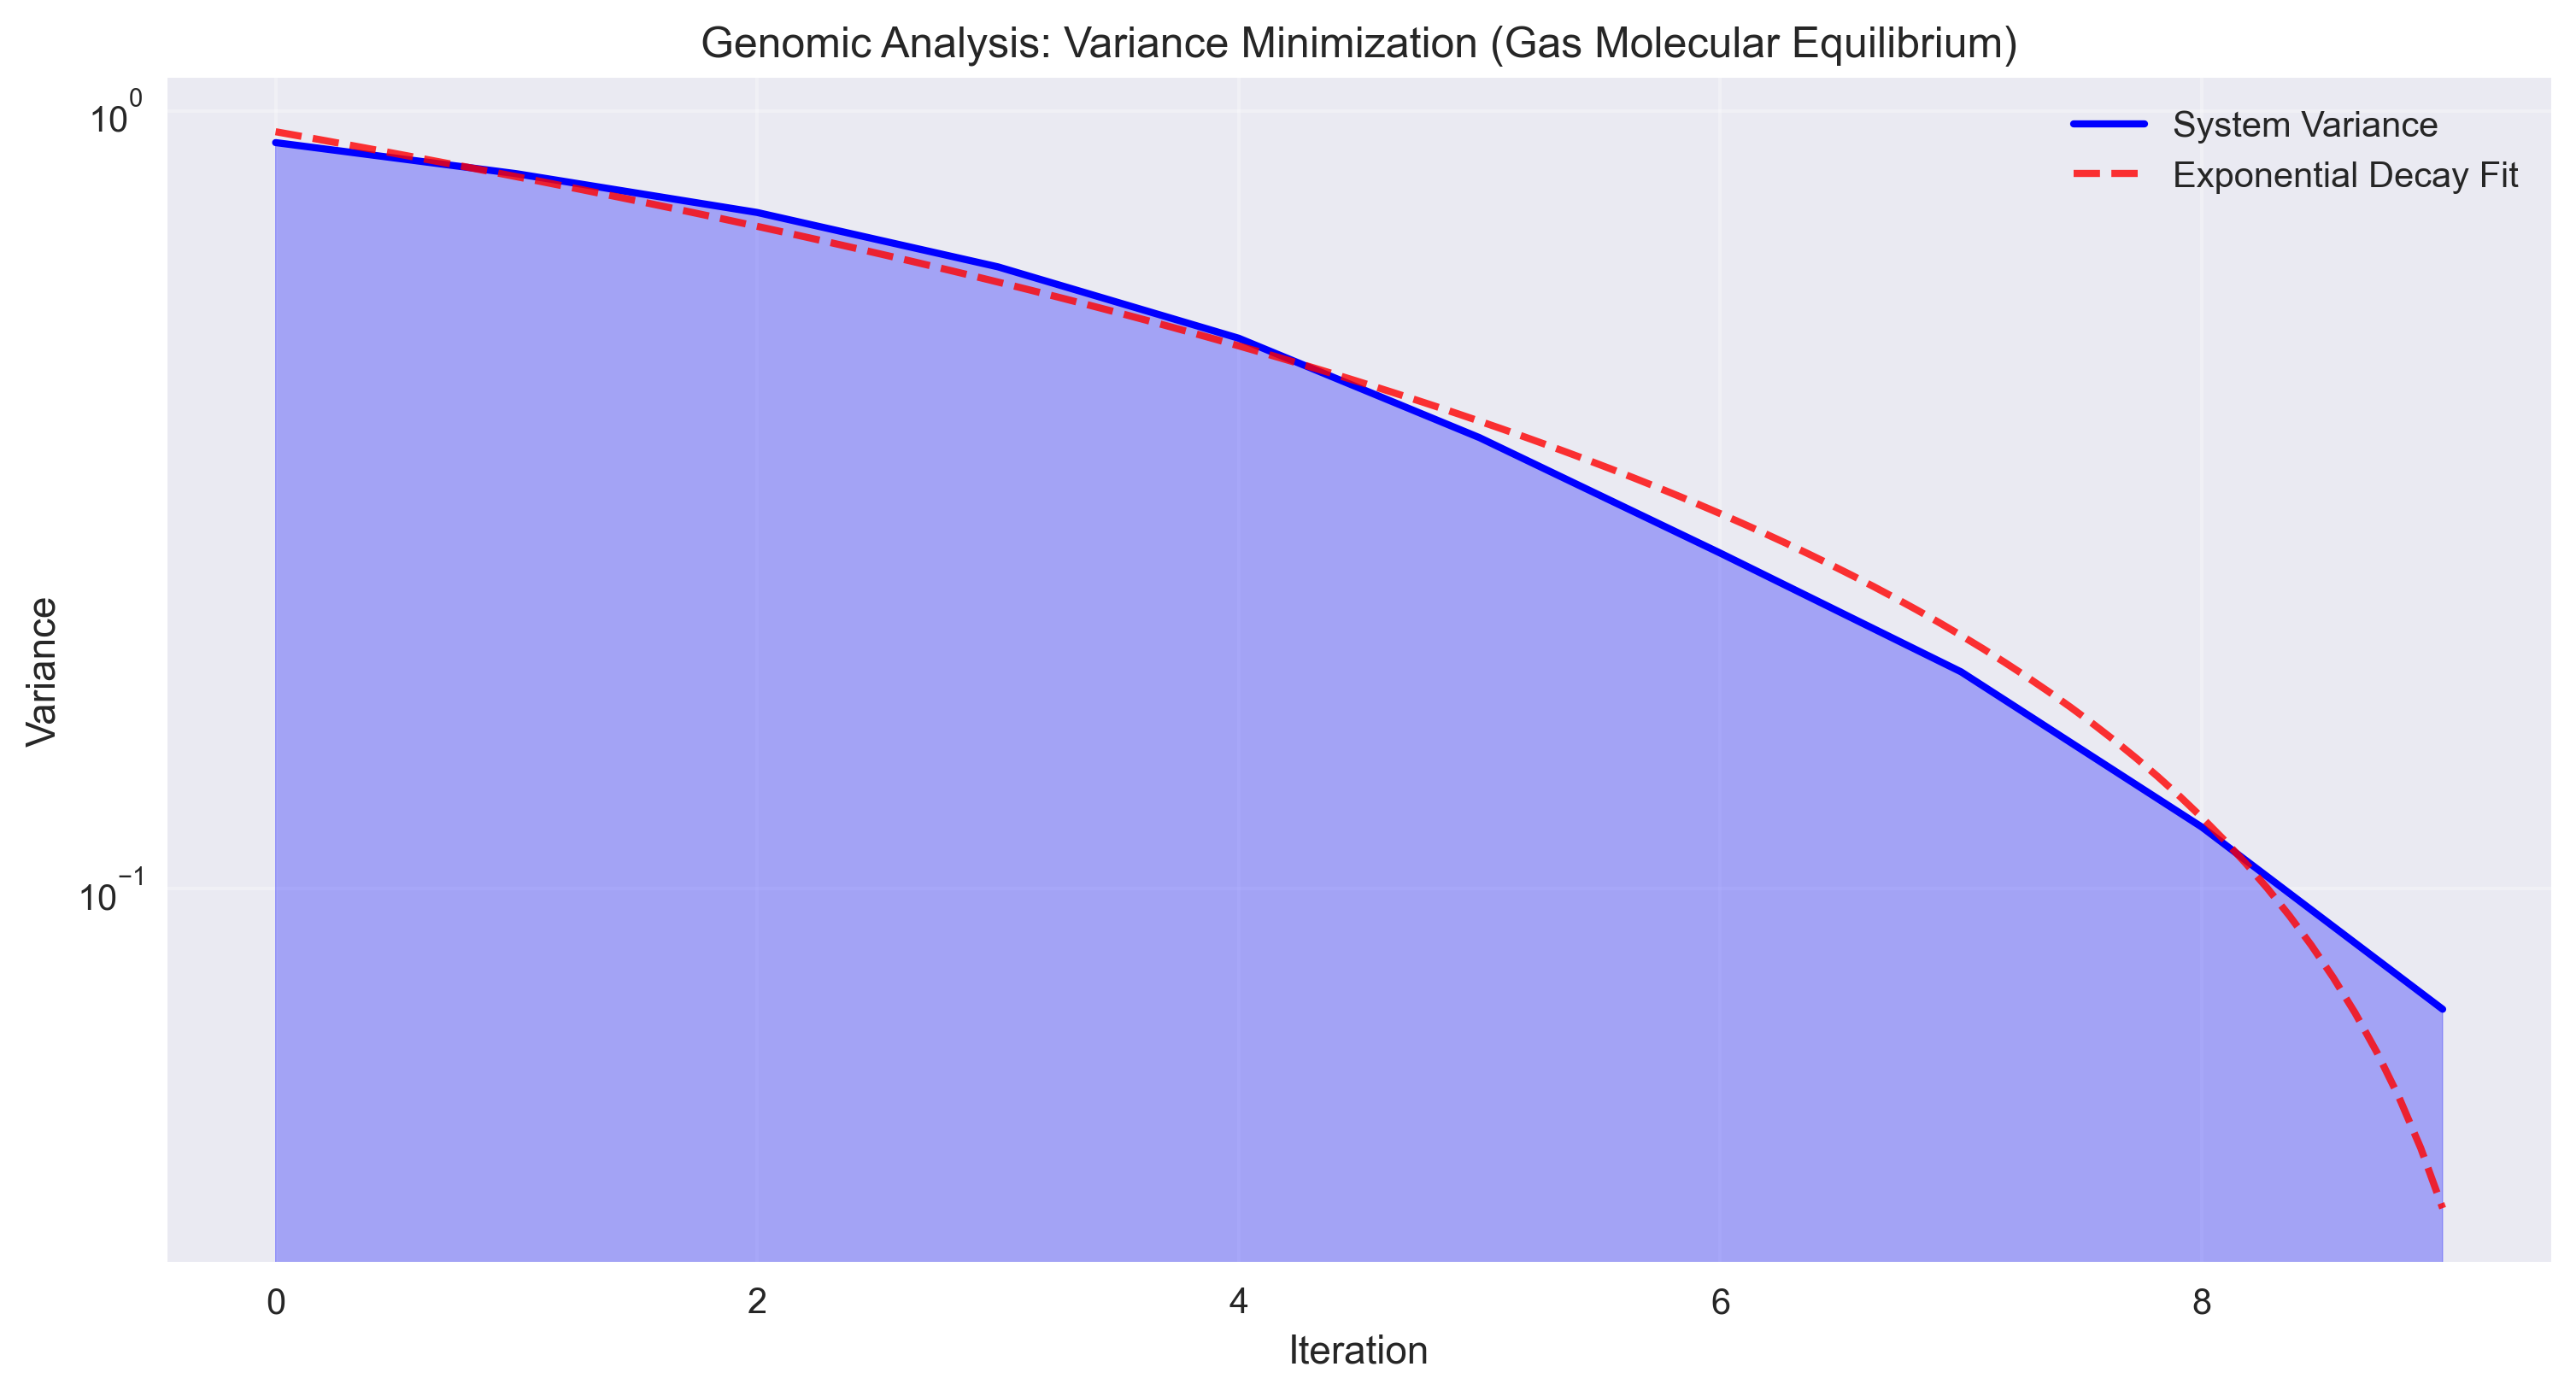 Genomic Analysis: Variance Minimization (Gas Molecular Equilibrium)
10^0
System Variance
Exponential Decay Fit
Variance
10^−1
0 2 4 6 8
Iteration